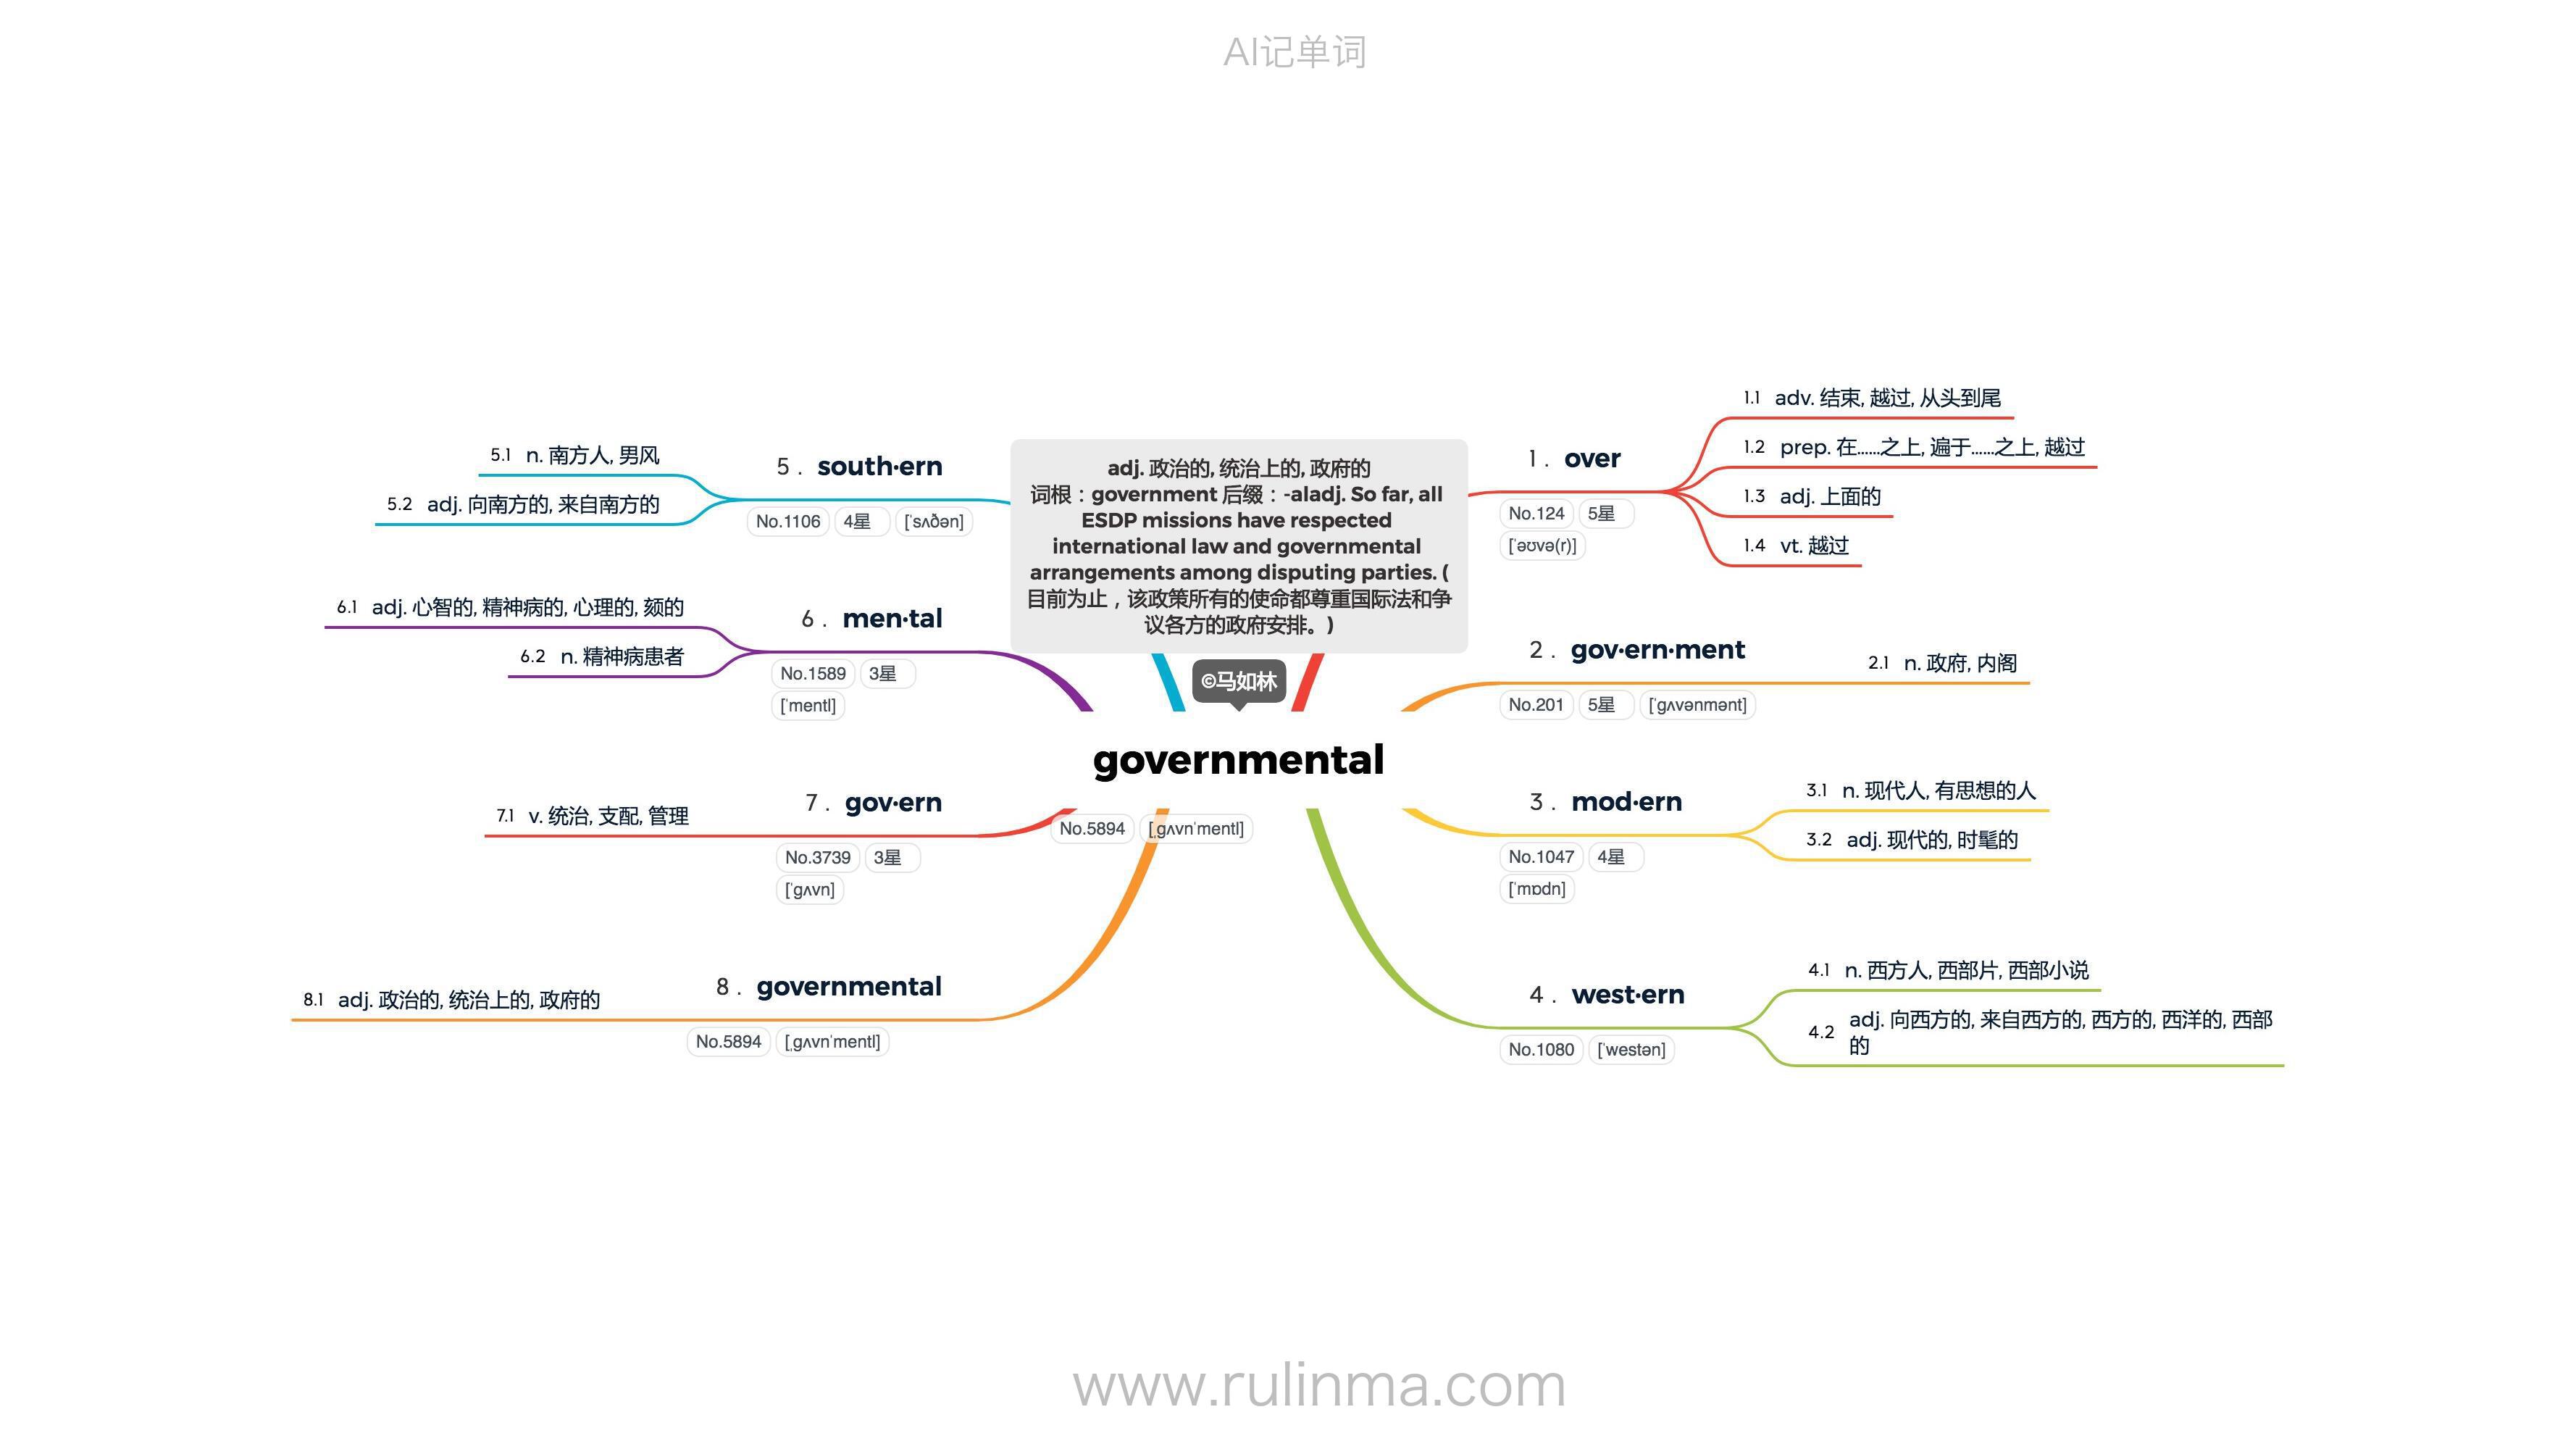 AI记单词
adj. 政治的, 统治上的, 政府的
词根：government 后缀：-aladj. So far, all
ESDP missions have respected
international law and governmental
arrangements among disputing parties. (
目前为止，该政策所有的使命都尊重国际法和争
议各方的政府安排。)
©马如林
governmental
No.5894 [ˌgʌvnˈmentl]
1. over
No.124 5星
[ˈəʊvə(r)]
1.1 adv. 结束, 越过, 从头到尾
1.2 prep. 在……之上, 遍于……之上, 越过
1.3 adj. 上面的
1.4 vt. 越过
2. gov·ern·ment
No.201 5星 [ˈgʌvənmənt]
2.1 n. 政府, 内阁
3. mod·ern
No.1047 4星
[ˈmɒdn]
3.1 n. 现代人, 有思想的人
3.2 adj. 现代的, 时髦的
4. west·ern
No.1080 [ˈwestən]
4.1 n. 西方人, 西部片, 西部小说
4.2 adj. 向西方的, 来自西方的, 西方的, 西洋的, 西部
的
5. south·ern
No.1106 4星 [ˈsʌðən]
5.1 n. 南方人, 男风
5.2 adj. 向南方的, 来自南方的
6. men·tal
No.1589 3星
[ˈmentl]
6.1 adj. 心智的, 精神病的, 心理的, 颏的
6.2 n. 精神病患者
7. gov·ern
No.3739 3星
[ˈgʌvn]
7.1 v. 统治, 支配, 管理
8. governmental
No.5894 [ˌgʌvnˈmentl]
8.1 adj. 政治的, 统治上的, 政府的
www.rulinma.com